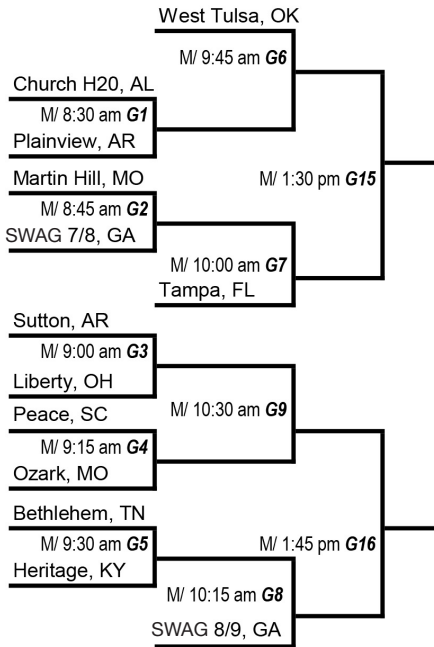 West Tulsa, OK
M/ 9:45 am G6
Church H20, AL
M/ 8:30 am G1
Plainview, AR
Martin Hill, MO
M/ 1:30 pm G15
M/ 8:45 am G2
SWAG 7/8, GA
M/ 10:00 am G7
Tampa, FL
Sutton, AR
M/ 9:00 am G3
Liberty, OH
M/ 10:30 am G9
Peace, SC
M/ 9:15 am G4
Ozark, MO
Bethlehem, TN
M/ 9:30 am G5
M/ 1:45 pm G16
Heritage, KY
M/ 10:15 am G8
SWAG 8/9, GA